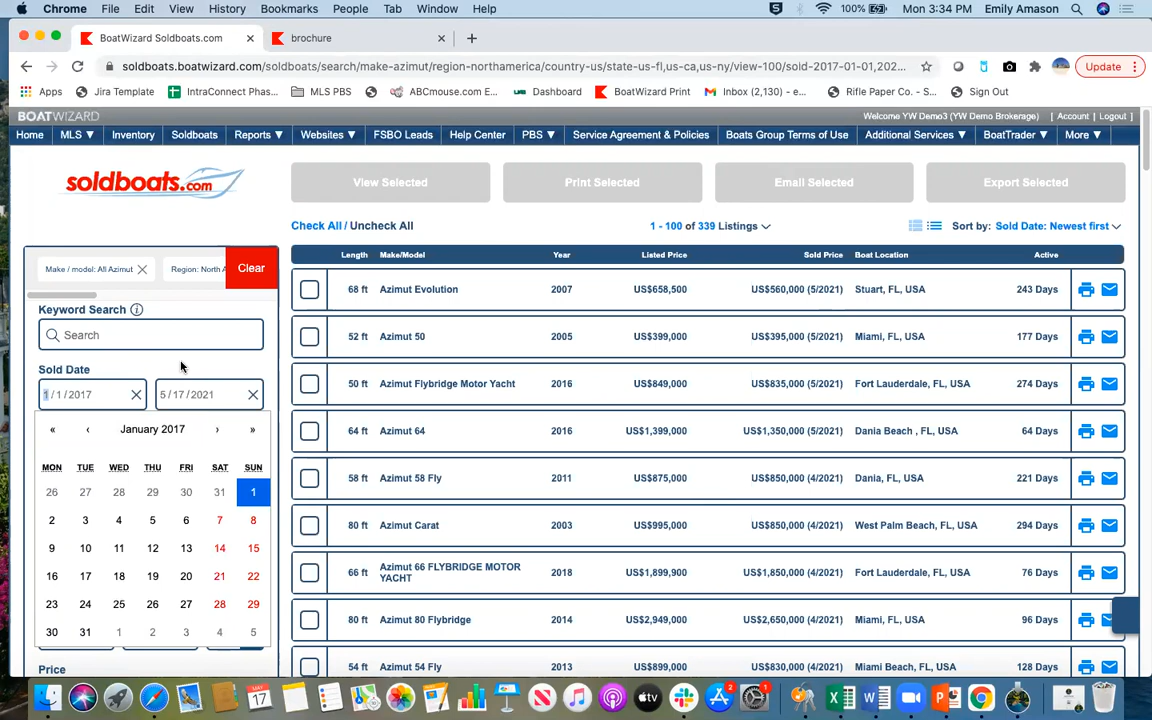 Chrome File Edit View History Bookmarks People Tab Window Help 100% Mon 3:34 PM Emily Amason
BoatWizard Soldboats.com brochure
soldboats.boatwizard.com/soldboats/search/make-azimut/region-northamerica/country-us/state-us-fl,us-ca,us-ny/view-100/sold-2017-01-01,202... Update
Apps Jira Template IntraConnect Phas... MLS PBS ABCmouse.com E... Dashboard BoatWizard Print Inbox (2,130) - e... Rifle Paper Co. - S... Sign Out
BOATWIZARD Welcome YW Demo3 (YW Demo Brokerage) [ Account | Logout ]
Home MLS ▼ Inventory Soldboats Reports ▼ Websites ▼ FSBO Leads Help Center PBS ▼ Service Agreement & Policies Boats Group Terms of Use Additional Services ▼ BoatTrader ▼ More ▼
soldboats.com View Selected Print Selected Email Selected Export Selected
Check All / Uncheck All 1 - 100 of 339 Listings Sort by: Sold Date: Newest first
Length Make/Model Year Listed Price Sold Price Boat Location Active
Make / model: All Azimut Region: North A Clear
68 ft Azimut Evolution 2007 US$658,500 US$560,000 (5/2021) Stuart, FL, USA 243 Days
Keyword Search
Search
52 ft Azimut 50 2005 US$399,000 US$395,000 (5/2021) Miami, FL, USA 177 Days
Sold Date
50 ft Azimut Flybridge Motor Yacht 2016 US$849,000 US$835,000 (5/2021) Fort Lauderdale, FL, USA 274 Days
1 / 1 / 2017 5 / 17 / 2021
« ‹ January 2017 › »
64 ft Azimut 64 2016 US$1,399,000 US$1,350,000 (5/2021) Dania Beach , FL, USA 64 Days
MON TUE WED THU FRI SAT SUN
58 ft Azimut 58 Fly 2011 US$875,000 US$850,000 (4/2021) Dania, FL, USA 221 Days
26 27 28 29 30 31 1
2 3 4 5 6 7 8
80 ft Azimut Carat 2003 US$995,000 US$850,000 (4/2021) West Palm Beach, FL, USA 294 Days
9 10 11 12 13 14 15
66 ft Azimut 66 FLYBRIDGE MOTOR YACHT 2018 US$1,899,900 US$1,850,000 (4/2021) Fort Lauderdale, FL, USA 76 Days
16 17 18 19 20 21 22
23 24 25 26 27 28 29
80 ft Azimut 80 Flybridge 2014 US$2,949,000 US$2,650,000 (4/2021) Miami, FL, USA 96 Days
30 31 1 2 3 4 5
54 ft Azimut 54 Fly 2013 US$899,000 US$830,000 (4/2021) Miami Beach, FL, USA 128 Days
Price
MAY 17 tv 2 1